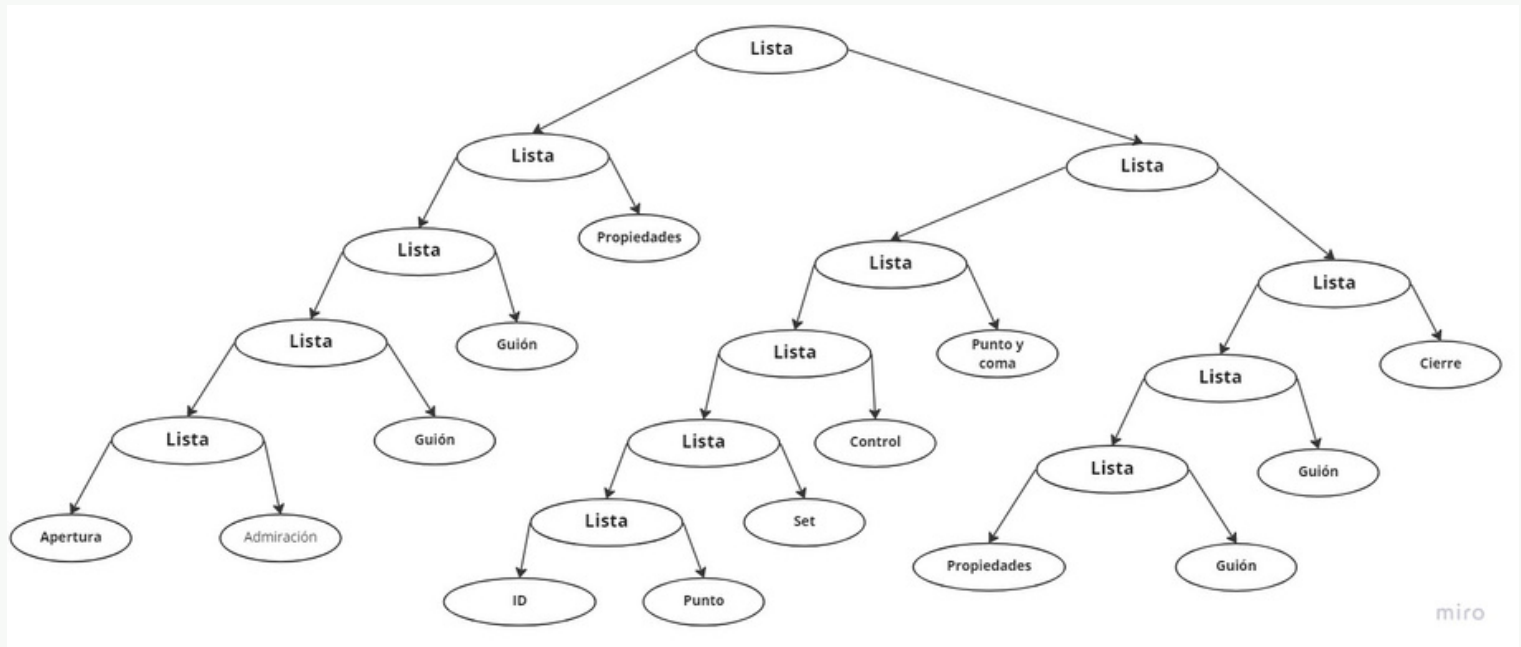 Lista
Lista
Lista
Propiedades
Lista
Lista
Lista
Lista
Guión
Lista
Punto y
coma
Cierre
Lista
Lista
Guión
Lista
Control
Lista
Guión
Lista
Set
Apertura
Admiración
Propiedades
Guión
ID
Punto
miro